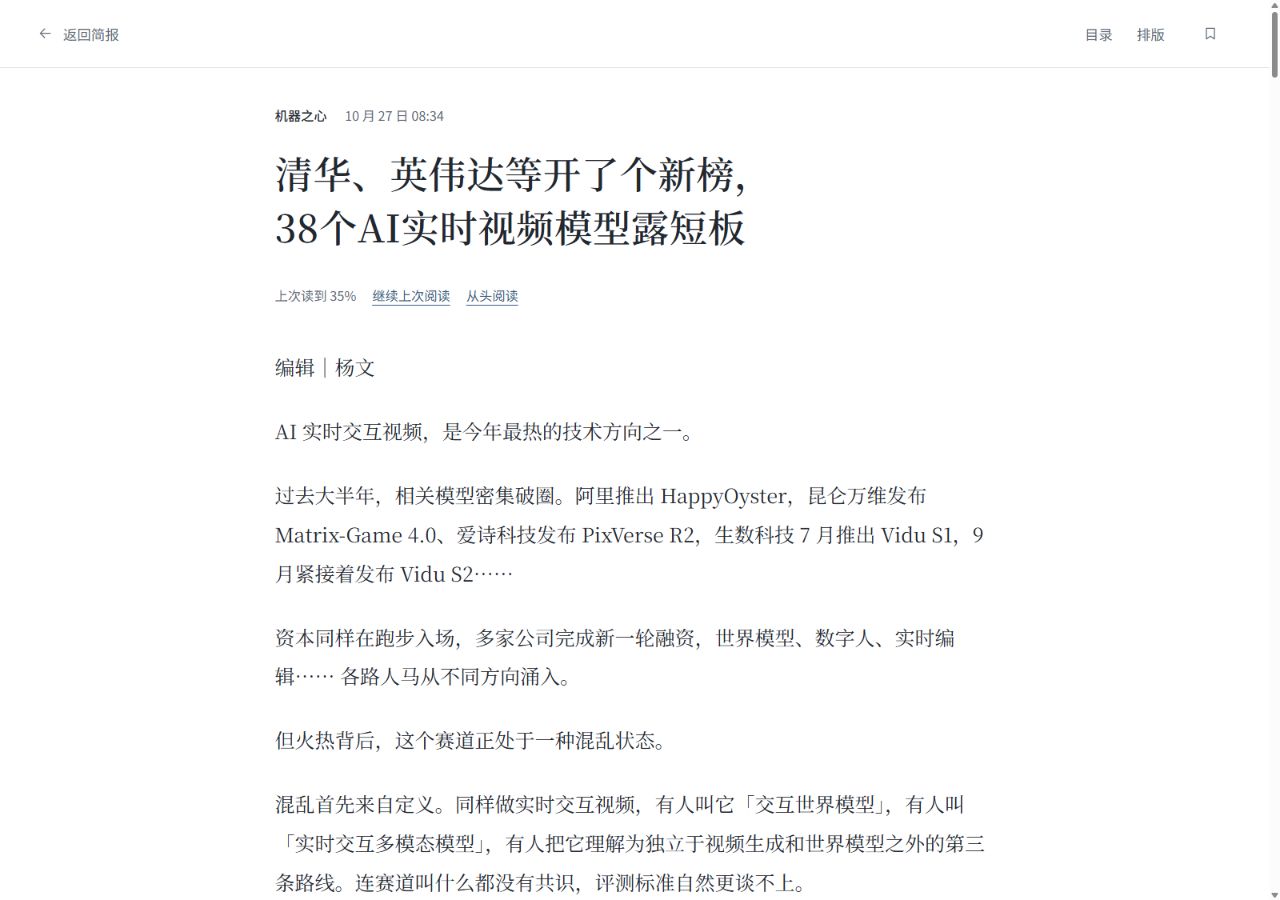 返回简报
目录
排版
机器之心 10 月 27 日 08:34
清华、英伟达等开了个新榜，
38个AI实时视频模型露短板
上次读到 35% 继续上次阅读 从头阅读
编辑｜杨文
AI 实时交互视频，是今年最热的技术方向之一。
过去大半年，相关模型密集破圈。阿里推出 HappyOyster，昆仑万维发布
Matrix-Game 4.0、爱诗科技发布 PixVerse R2，生数科技 7 月推出 Vidu S1，9
月紧接着发布 Vidu S2……
资本同样在跑步入场，多家公司完成新一轮融资，世界模型、数字人、实时编
辑…… 各路人马从不同方向涌入。
但火热背后，这个赛道正处于一种混乱状态。
混乱首先来自定义。同样做实时交互视频，有人叫它「交互世界模型」，有人叫
「实时交互多模态模型」，有人把它理解为独立于视频生成和世界模型之外的第三
条路线。连赛道叫什么都没有共识，评测标准自然更谈不上。